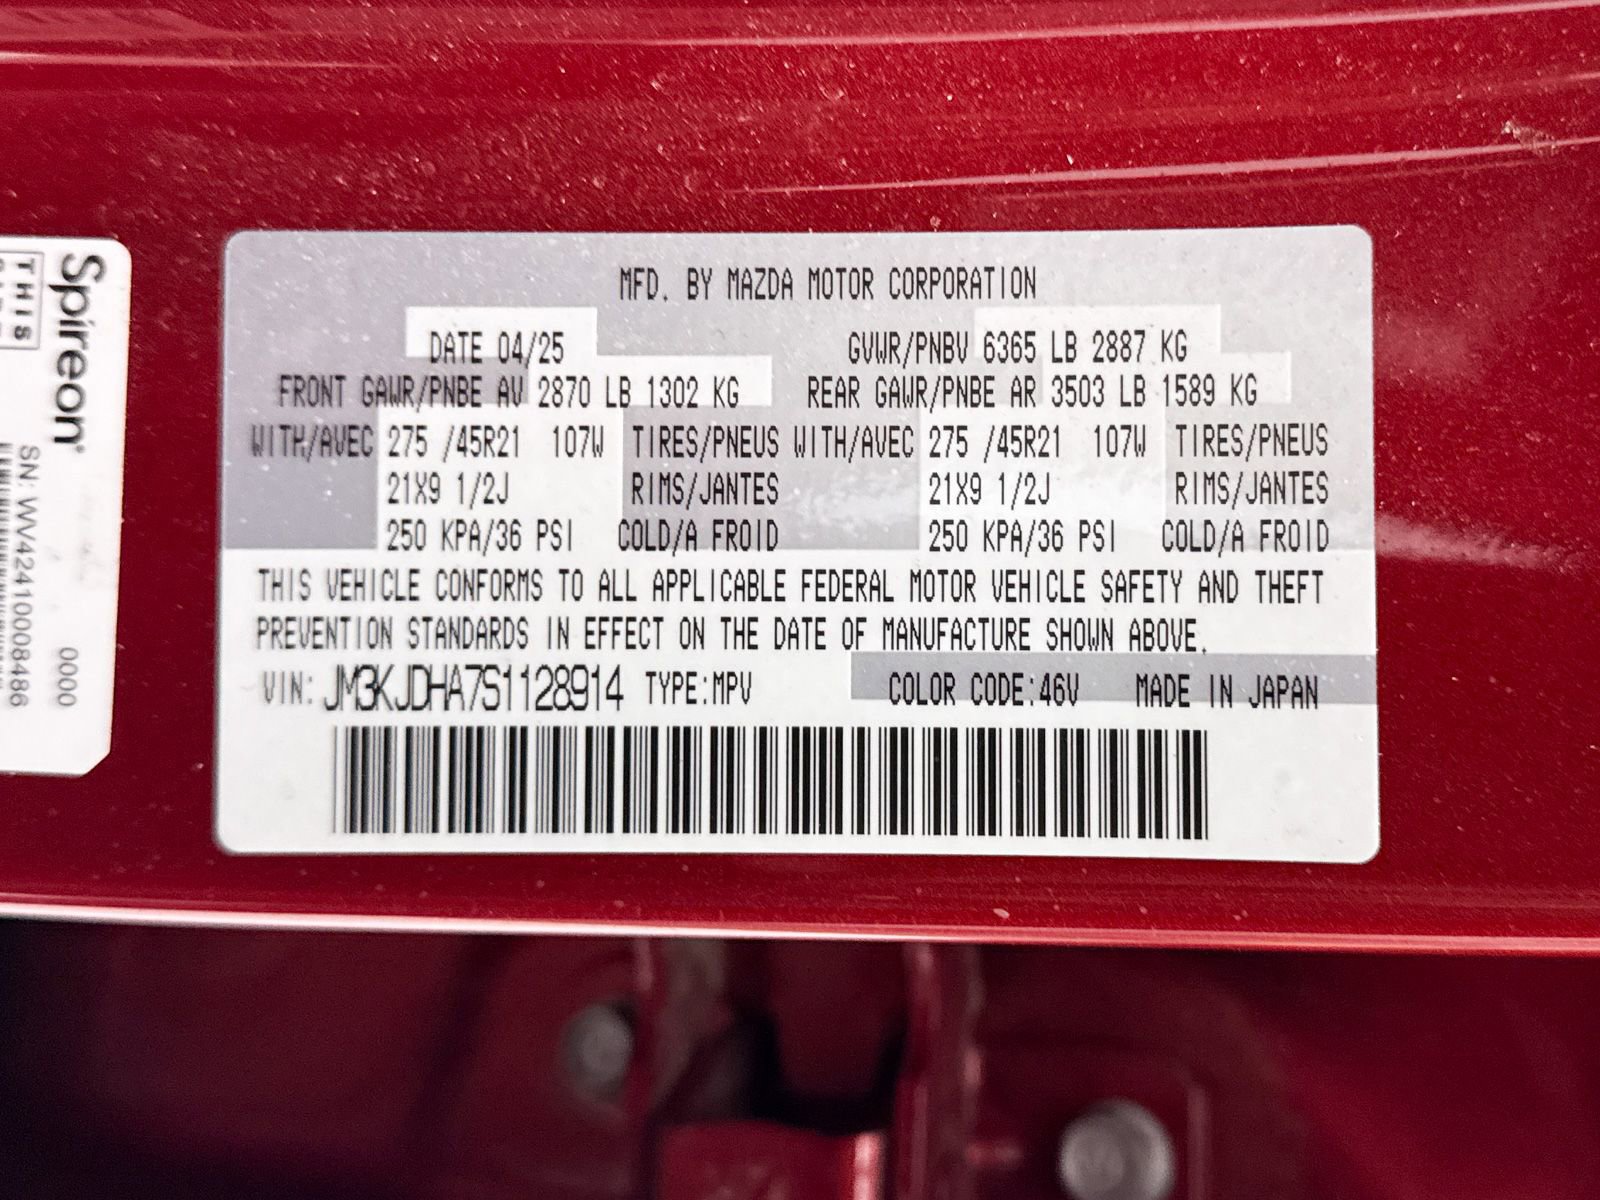 MFD. BY MAZDA MOTOR CORPORATION
DATE 04/25 GVWR/PNBV 6365 LB 2887 KG
FRONT GAWR/PNBE AV 2870 LB 1302 KG REAR GAWR/PNBE AR 3503 LB 1589 KG
WITH/AVEC 275 /45R21 107W TIRES/PNEUS WITH/AVEC 275 /45R21 107W TIRES/PNEUS
21X9 1/2J RIMS/JANTES 21X9 1/2J RIMS/JANTES
250 KPA/36 PSI COLD/A FROID 250 KPA/36 PSI COLD/A FROID
THIS VEHICLE CONFORMS TO ALL APPLICABLE FEDERAL MOTOR VEHICLE SAFETY AND THEFT
PREVENTION STANDARDS IN EFFECT ON THE DATE OF MANUFACTURE SHOWN ABOVE.
VIN: JM3KJDHA7S1128914 TYPE:MPV COLOR CODE:46V MADE IN JAPAN
Spireon
THIS
SN: WV42410008486
0000